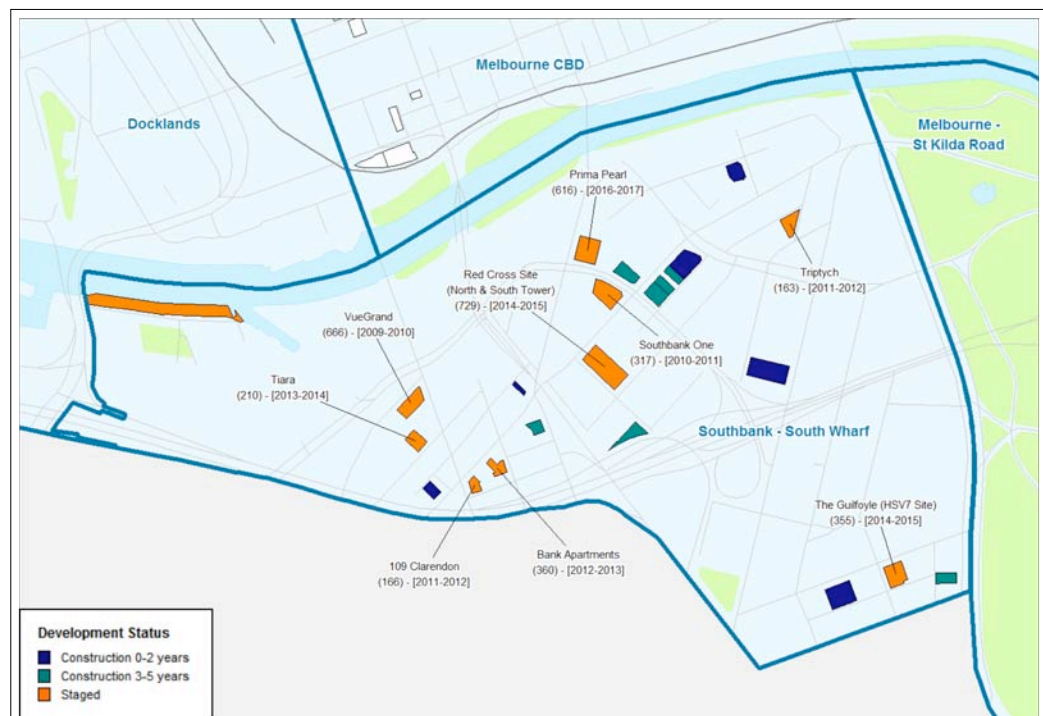 Melbourne CBD
Docklands
Melbourne -
St Kilda Road
Prima Pearl
(616) - [2016-2017]
Red Cross Site
(North & South Tower)
(729) - [2014-2015]
Triptych
(163) - [2011-2012]
VueGrand
(666) - [2009-2010]
Southbank One
(317) - [2010-2011]
Tiara
(210) - [2013-2014]
Southbank - South Wharf
The Guilfoyle (HSV7 Site)
(355) - [2014-2015]
109 Clarendon
(166) - [2011-2012]
Bank Apartments
(360) - [2012-2013]
Development Status
Construction 0-2 years
Construction 3-5 years
Staged